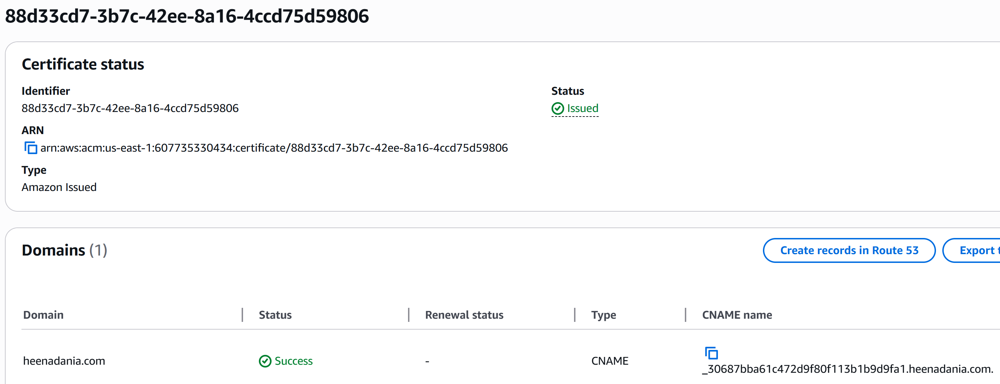 88d33cd7-3b7c-42ee-8a16-4ccd75d59806
Certificate status
Identifier
88d33cd7-3b7c-42ee-8a16-4ccd75d59806
Status
Issued
ARN
arn:aws:acm:us-east-1:607735330434:certificate/88d33cd7-3b7c-42ee-8a16-4ccd75d59806
Type
Amazon Issued
Domains (1)
Create records in Route 53
Export t
Domain
Status
Renewal status
Type
CNAME name
heenadania.com
Success
-
CNAME
_30687bba61c472d9f80f113b1b9d9fa1.heenadania.com.